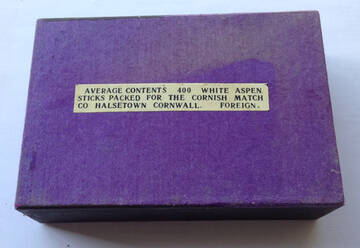 AVERAGE CONTENTS 400 WHITE ASPEN
STICKS PACKED FOR THE CORNISH MATCH
CO HALSETOWN CORNWALL. FOREIGN.